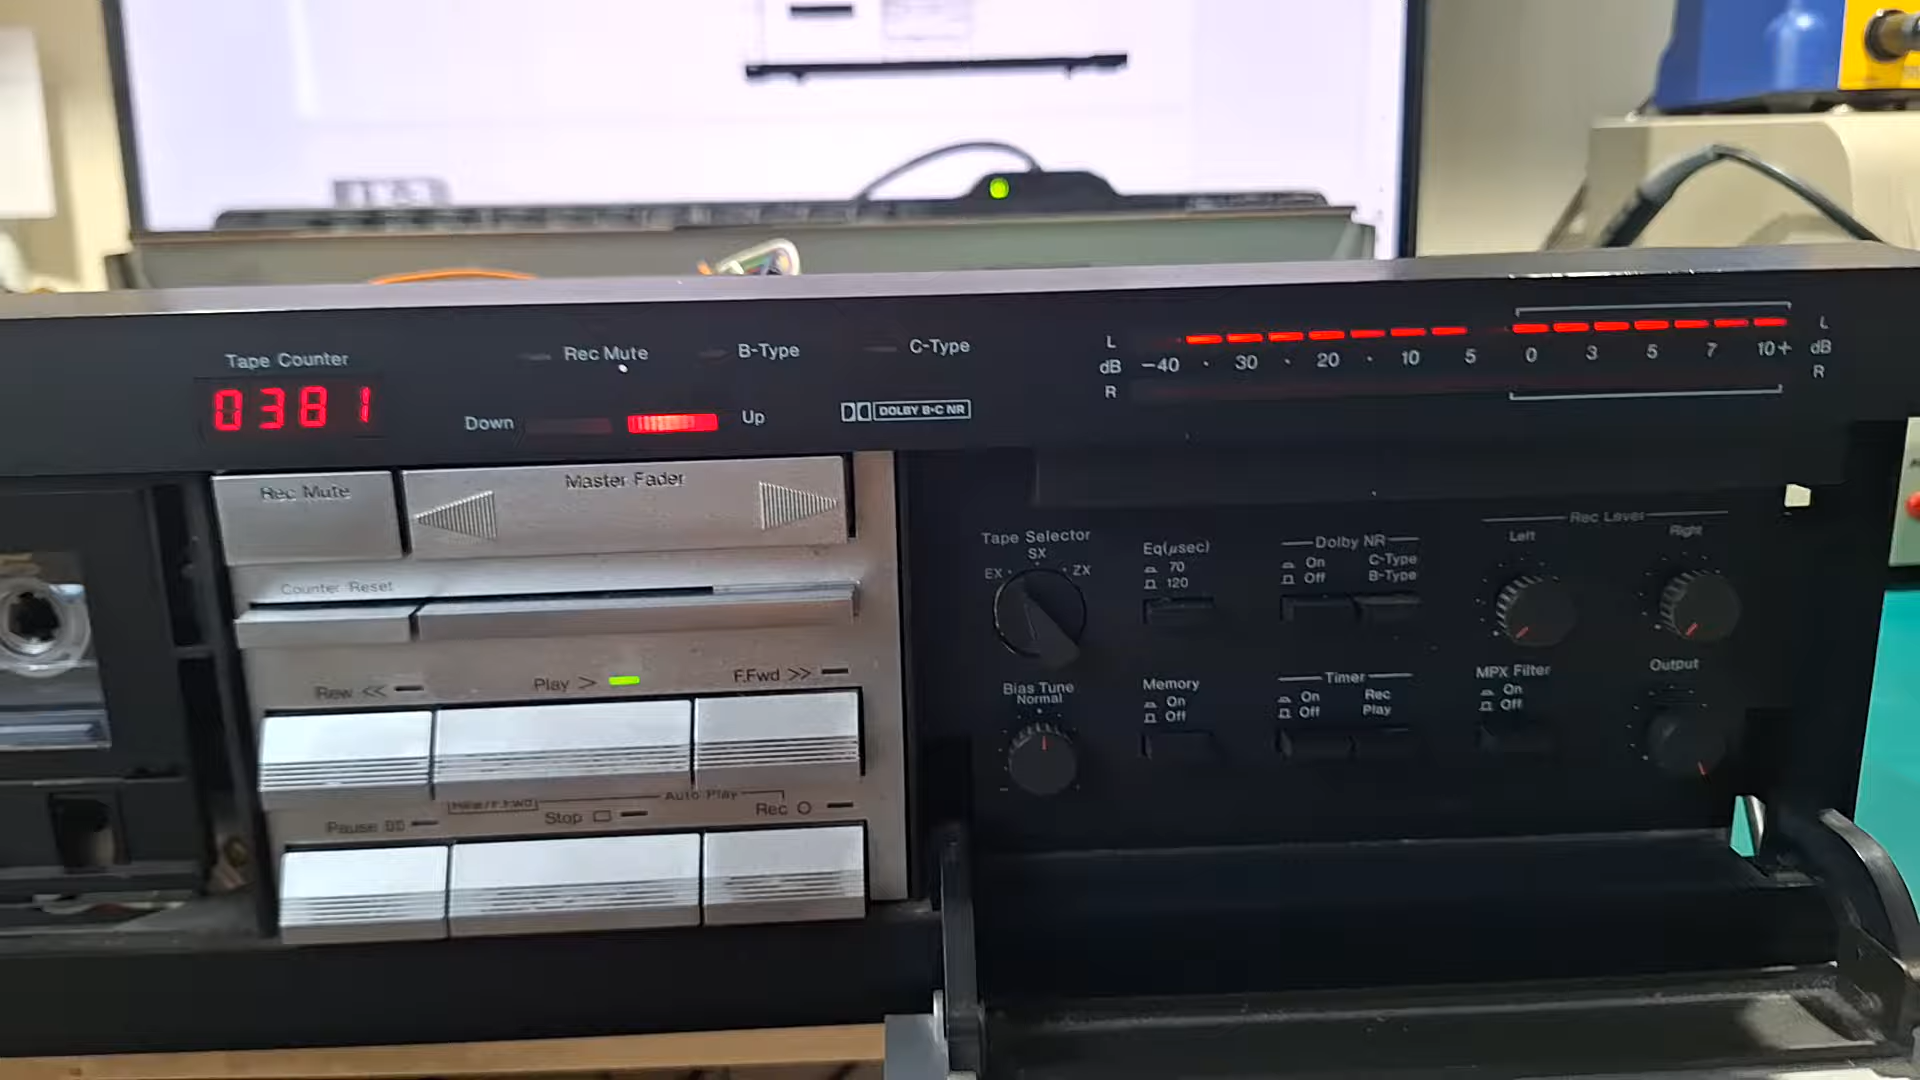 Tape Counter
0381
Rec Mute
B-Type
C-Type
Down
Up
DOLBY B·C NR
L
dB -40 · 30 · 20 · 10 5 0 3 5 7 10+ dB
R
L
R
Rec Mute
Master Fader
Counter Reset
Rew <<
Play >
F.Fwd >>
Pause
Auto Play
Stop
Rec
Tape Selector
SX
EX
ZX
Eq(μsec)
70
120
Dolby NR
On
Off
C-Type
B-Type
Rec Level
Left
Right
Bias Tune
Normal
Memory
On
Off
Timer
On
Off
Rec
Play
MPX Filter
On
Off
Output